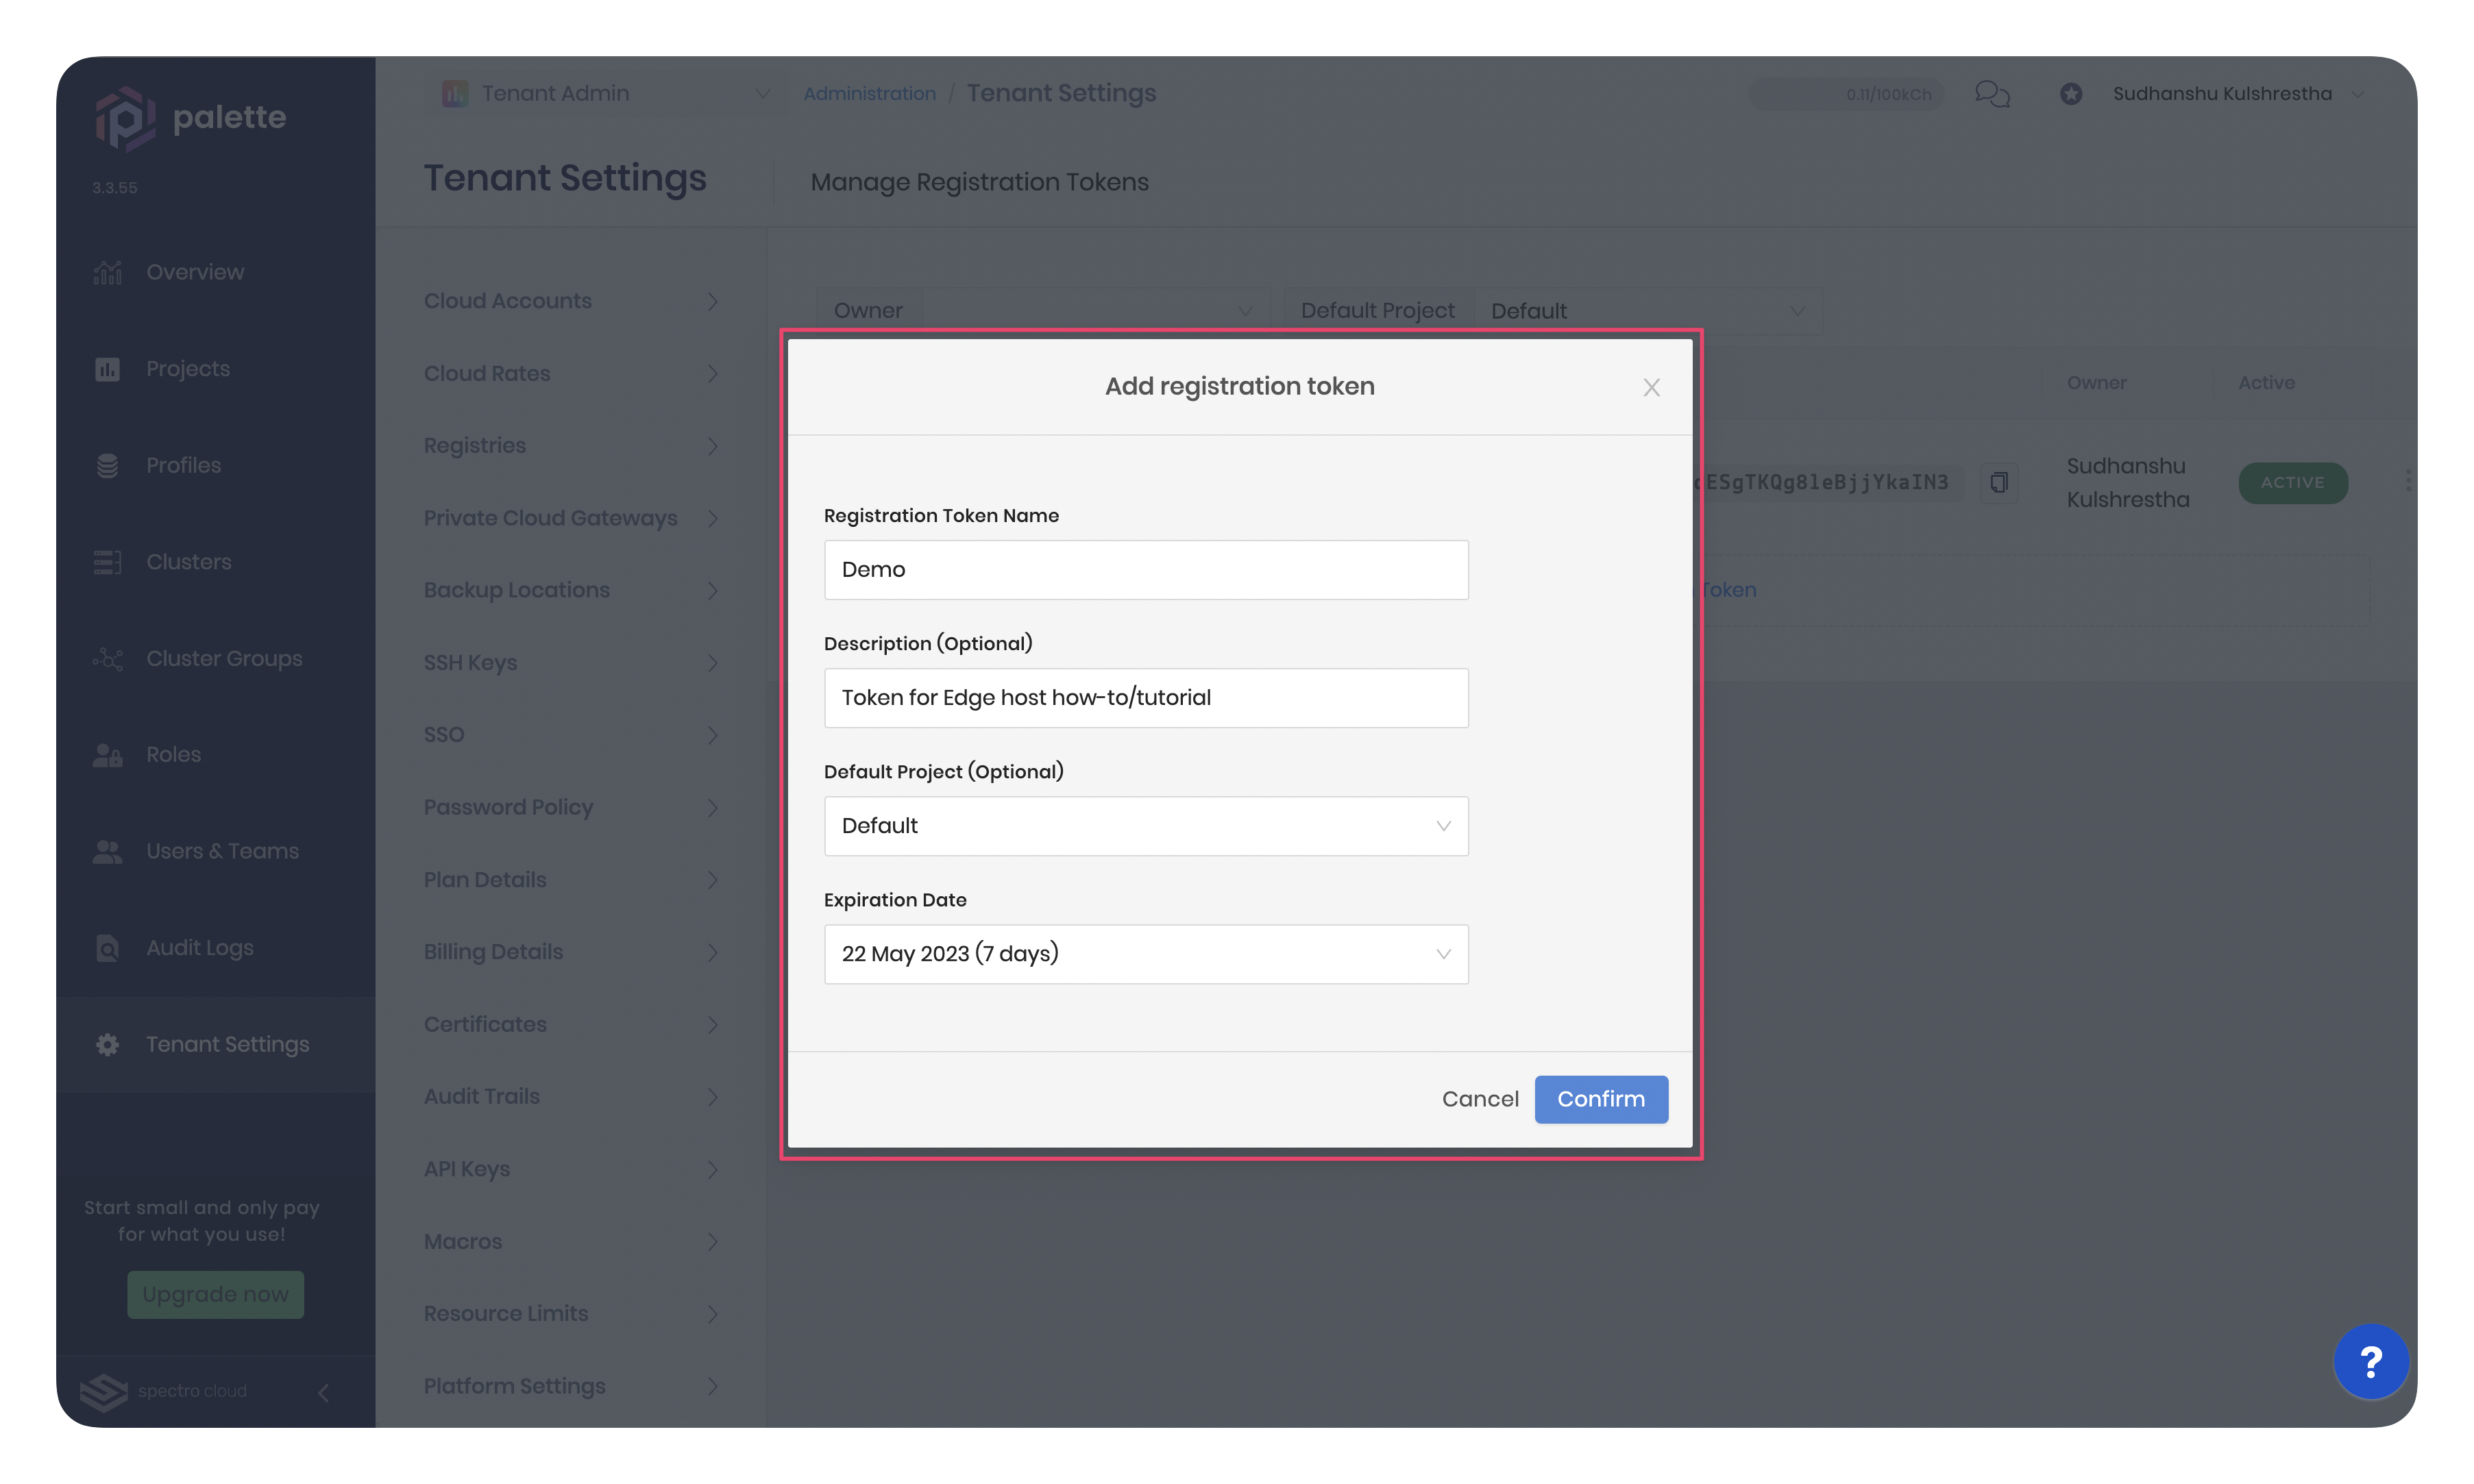 palette
3.3.55
Overview
Projects
Profiles
Clusters
Cluster Groups
Roles
Users & Teams
Audit Logs
Tenant Settings
Start small and only pay
for what you use!
Upgrade now
spectro cloud
Tenant Admin
Administration / Tenant Settings
0.11/100kCh
Sudhanshu Kulshrestha
Tenant Settings
Manage Registration Tokens
Cloud Accounts
Cloud Rates
Registries
Private Cloud Gateways
Backup Locations
SSH Keys
SSO
Password Policy
Plan Details
Billing Details
Certificates
Audit Trails
API Keys
Macros
Resource Limits
Platform Settings
Owner
Default Project Default
Owner Active
ESgTKQg8leBjjYkaIN3
Sudhanshu
Kulshrestha
ACTIVE
Token
Add registration token
Registration Token Name
Demo
Description (Optional)
Token for Edge host how-to/tutorial
Default Project (Optional)
Default
Expiration Date
22 May 2023 (7 days)
Cancel Confirm
?